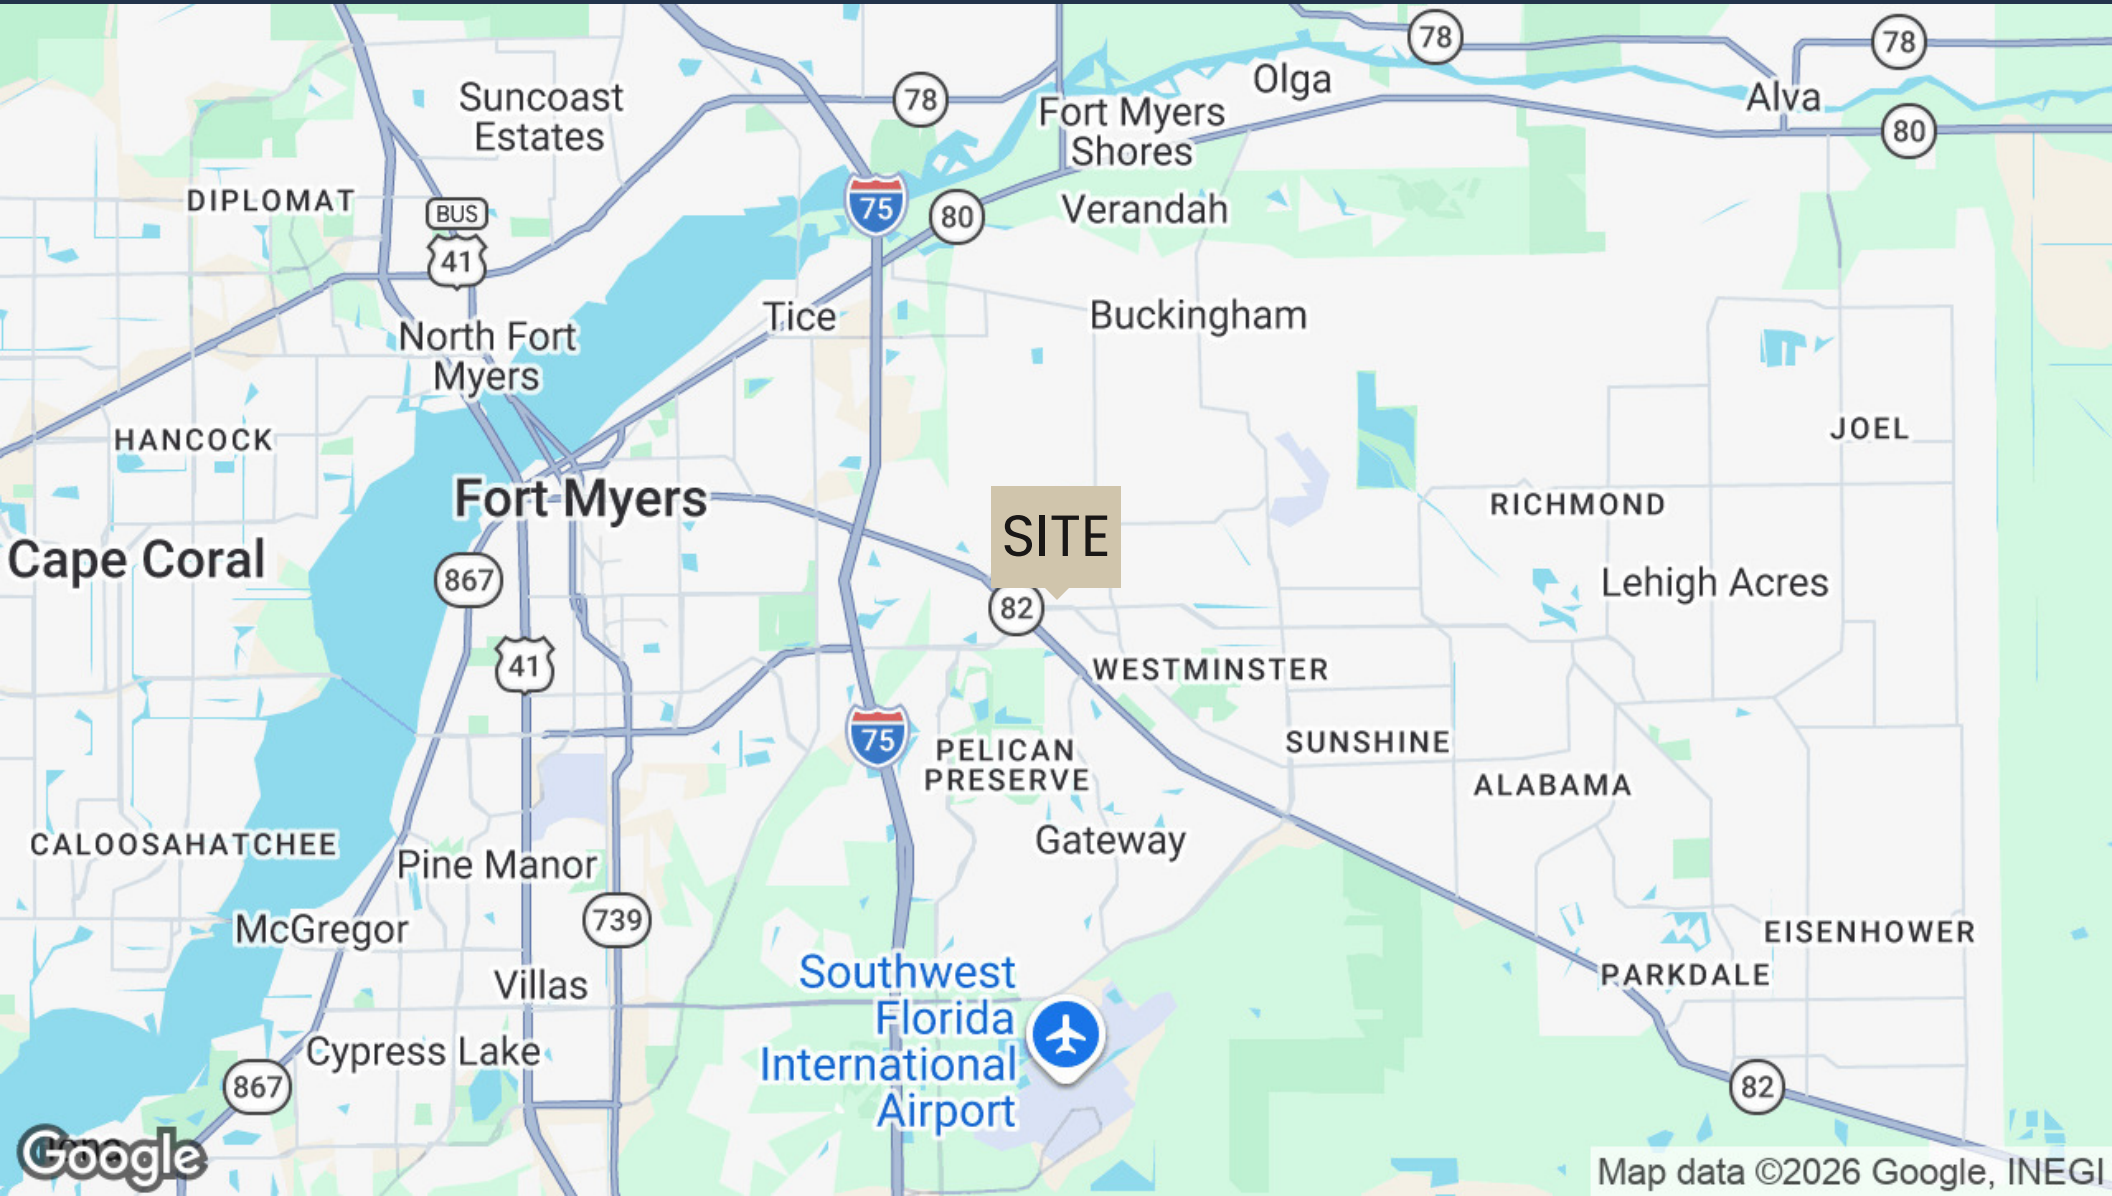 78
78
Olga
Suncoast
Estates
78
Alva
Fort Myers
Shores
80
DIPLOMAT
BUS
41
75
80
Verandah
Tice
Buckingham
North Fort
Myers
HANCOCK
JOEL
Fort Myers
RICHMOND
SITE
Cape Coral
867
82
Lehigh Acres
41
WESTMINSTER
75
PELICAN
PRESERVE
SUNSHINE
ALABAMA
CALOOSAHATCHEE
Pine Manor
Gateway
McGregor
739
EISENHOWER
Villas
Southwest
Florida
International
Airport
PARKDALE
Cypress Lake
867
82
Iona
Google
Map data ©2026 Google, INEGI